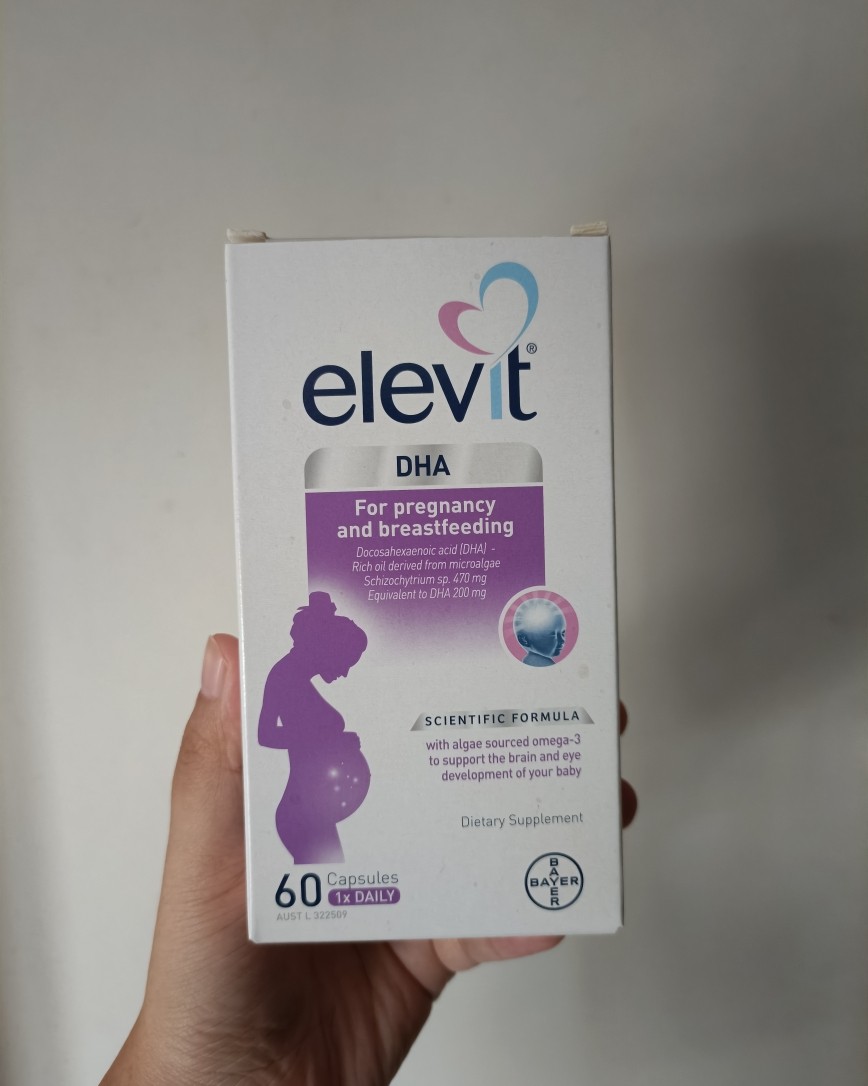 elevit®
DHA
For pregnancy
and breastfeeding
Docosahexaenoic acid (DHA) -
Rich oil derived from microalgae
Schizochytrium sp. 470 mg
Equivalent to DHA 200 mg
SCIENTIFIC FORMULA
with algae sourced omega-3
to support the brain and eye
development of your baby
Dietary Supplement
60 Capsules
1x DAILY
AUST L 322509
BAYER
BAYER